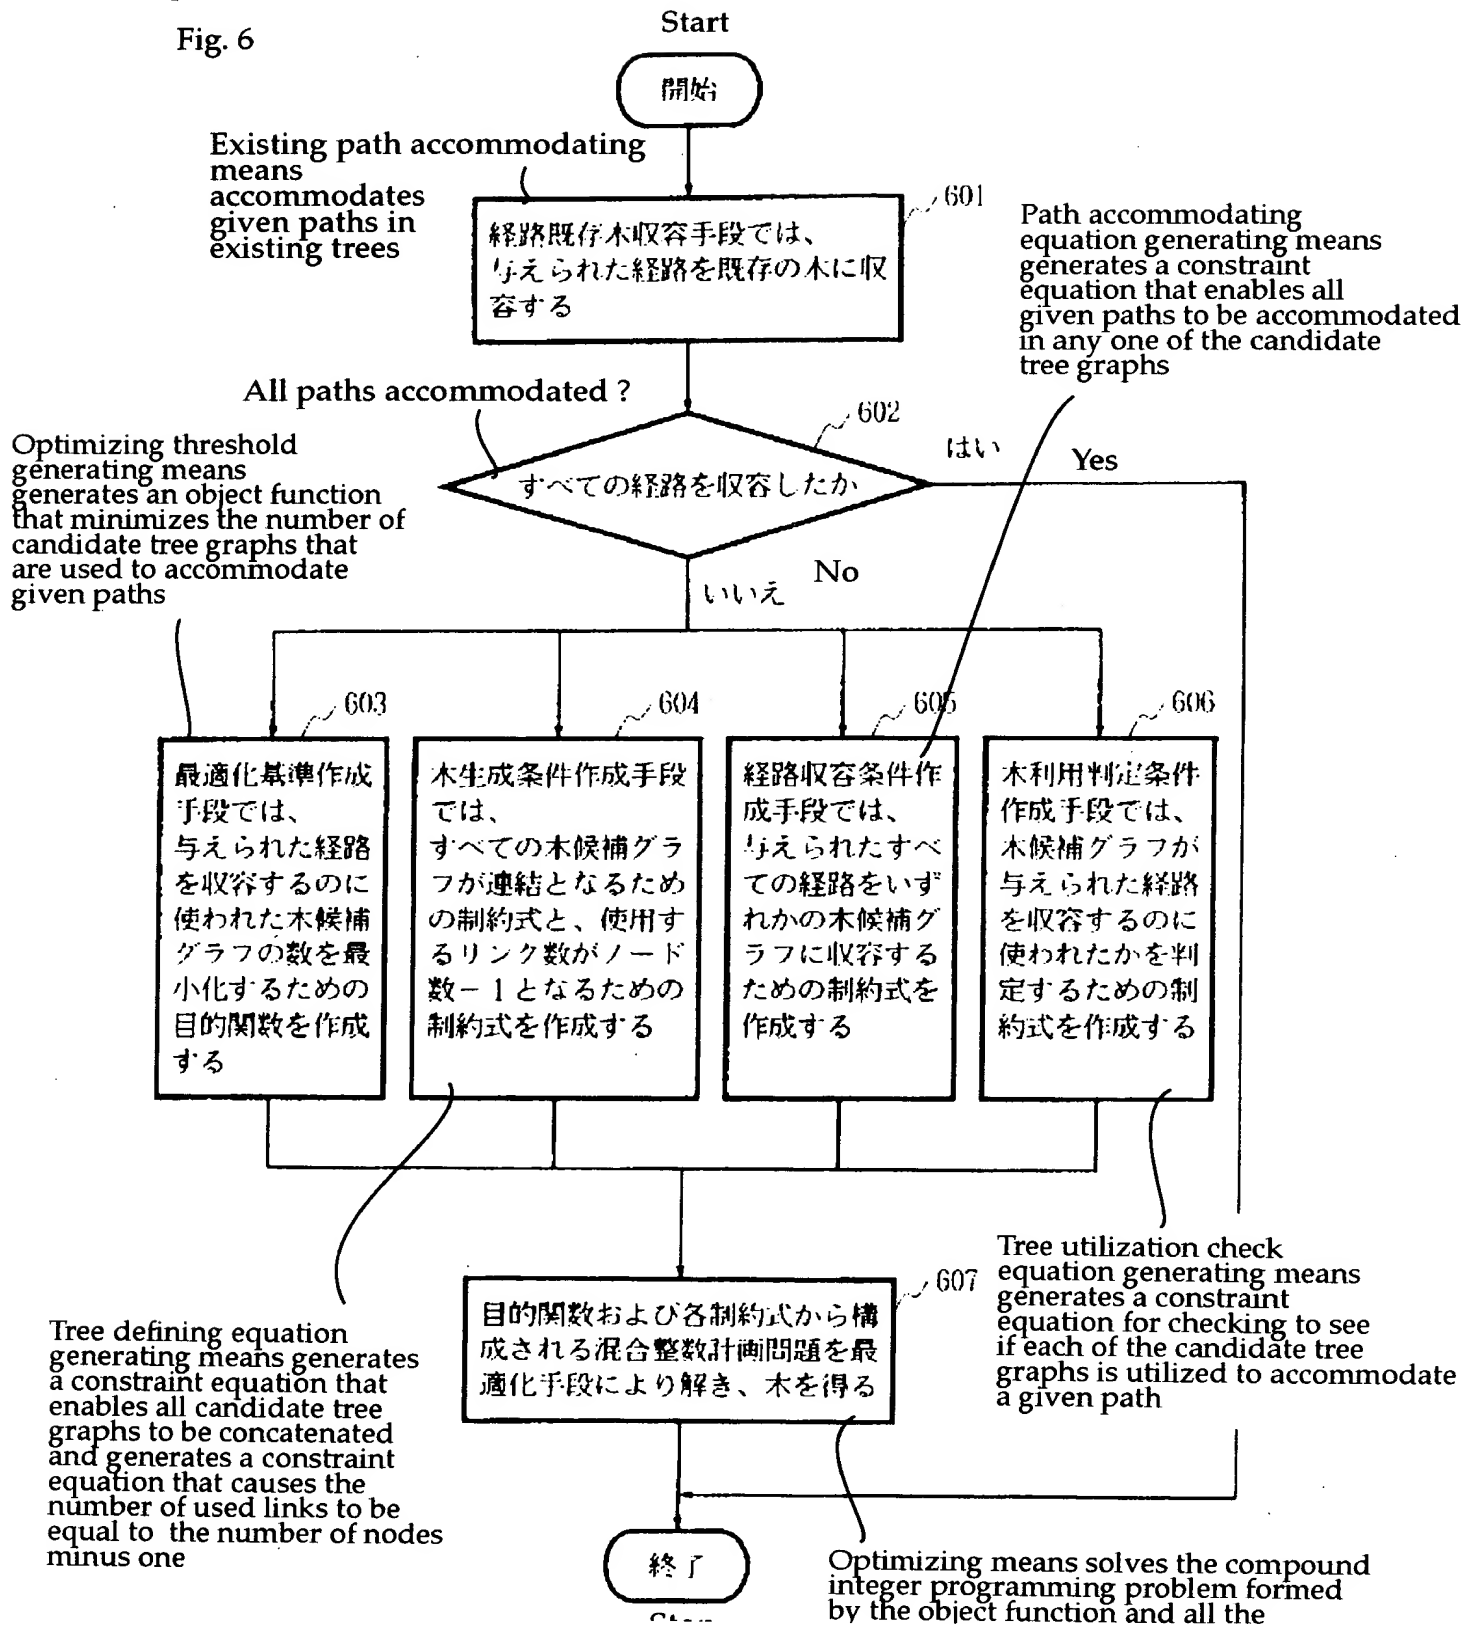 Fig. 6
Start
開始
Existing path accommodating
means
accommodates
given paths in
existing trees
601
経路既存木収容手段では、
与えられた経路を既存の木に収
容する
Path accommodating
equation generating means
generates a constraint
equation that enables all
given paths to be accommodated
in any one of the candidate
tree graphs
All paths accommodated ?
602
すべての経路を収容したか
はい
Yes
Optimizing threshold
generating means
generates an object function
that minimizes the number of
candidate tree graphs that
are used to accommodate
given paths
No
いいえ
603
最適化基準作成
手段では、
与えられた経路
を収容するのに
使われた木候補
グラフの数を最
小化するための
目的関数を作成
する
604
木生成条件作成手段
では、
すべての木候補グラ
フが連結となるため
の制約式と、使用す
るリンク数がノード
数－１となるための
制約式を作成する
605
経路収容条件作
成手段では、
与えられたすべ
ての経路をいず
れかの木候補グ
ラフに収容する
ための制約式を
作成する
606
木利用判定条件
作成手段では、
木候補グラフが
与えられた経路
を収容するのに
使われたかを判
定するための制
約式を作成する
Tree utilization check
equation generating means
generates a constraint
equation for checking to see
if each of the candidate tree
graphs is utilized to accommodate
a given path
607
目的関数および各制約式から構
成される混合整数計画問題を最
適化手段により解き、木を得る
Tree defining equation
generating means generates
a constraint equation that
enables all candidate tree
graphs to be concatenated
and generates a constraint
equation that causes the
number of used links to be
equal to the number of nodes
minus one
終了
Optimizing means solves the compound
integer programming problem formed
by the object function and all the